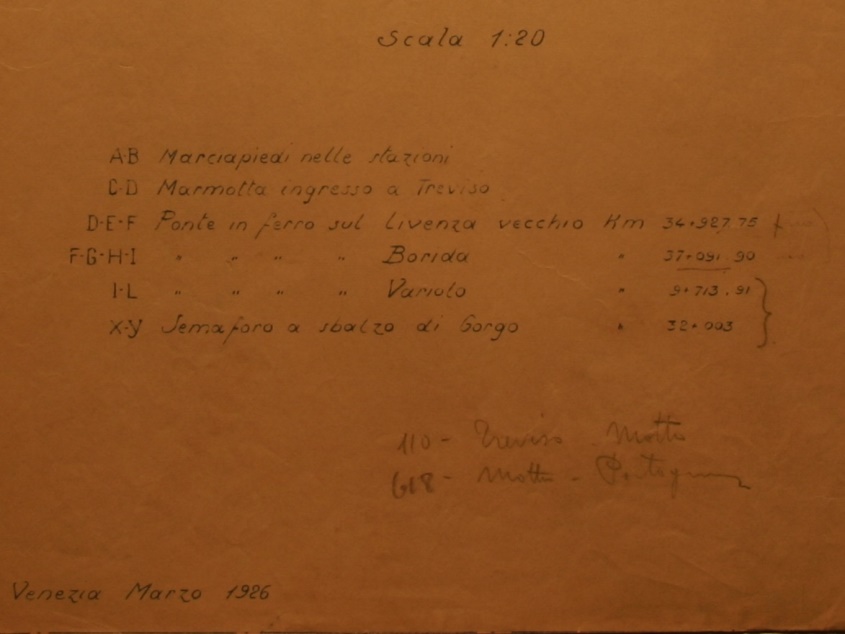 Scala 1:20
A-B Marciapiedi nelle stazioni
C-D Marmotta ingresso a Treviso
D-E-F Ponte in ferro sul Livenza vecchio Km 34+927.75
F-G-H-I " " " " Borida " 37+091.90
I-L " " " " Variolo " 9+713.91
X-Y Semaforo a sbalzo di Gorgo " 32+003
110 - Treviso - Motta
618 - Motta - Portogruaro
Venezia Marzo 1926